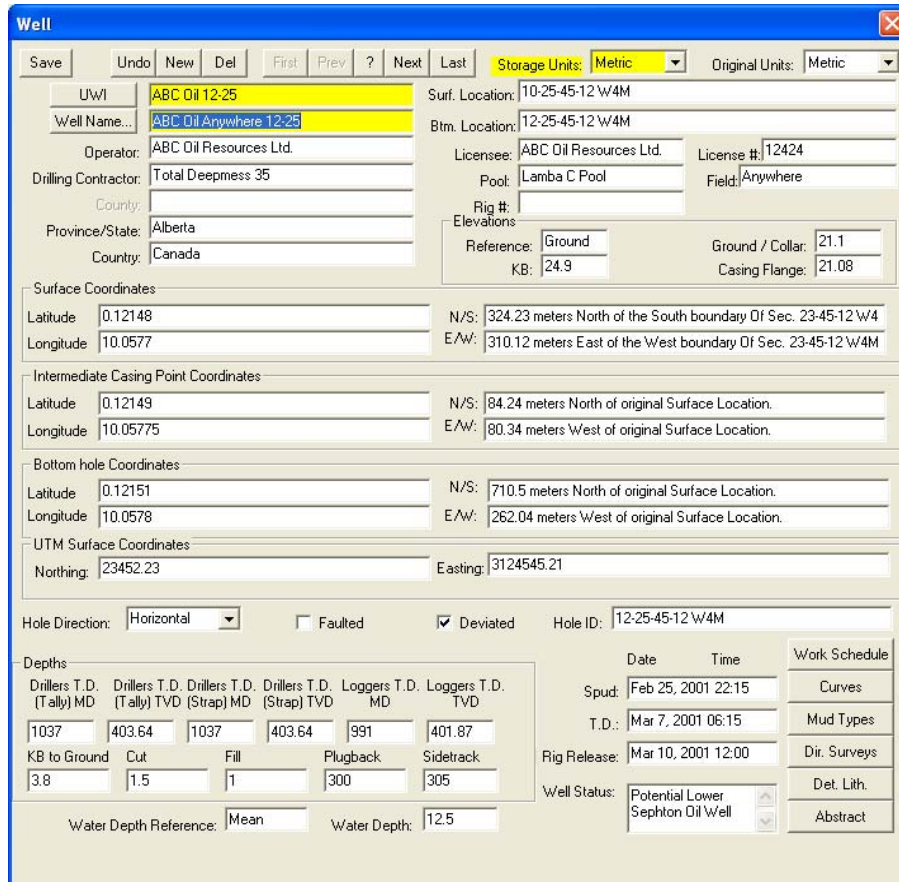 Well
Save Undo New Del First Prev ? Next Last Storage Units: Metric Original Units: Metric
UWI ABC Oil 12-25 Surf. Location: 10-25-45-12 W4M
Well Name... ABC Oil Anywhere 12-25 Btm. Location: 12-25-45-12 W4M
Operator: ABC Oil Resources Ltd. Licensee: ABC Oil Resources Ltd. License #: 12424
Drilling Contractor: Total Deepmess 35 Pool: Lamba C Pool Field: Anywhere
County: Rig #:
Province/State: Alberta
Country: Canada
Elevations
Reference: Ground Ground / Collar: 21.1
KB: 24.9 Casing Flange: 21.08
Surface Coordinates
Latitude 0.12148 N/S: 324.23 meters North of the South boundary Of Sec. 23-45-12 W4
Longitude 10.0577 E/W: 310.12 meters East of the West boundary Of Sec. 23-45-12 W4M
Intermediate Casing Point Coordinates
Latitude 0.12149 N/S: 84.24 meters North of original Surface Location.
Longitude 10.05775 E/W: 80.34 meters West of original Surface Location.
Bottom hole Coordinates
Latitude 0.12151 N/S: 710.5 meters North of original Surface Location.
Longitude 10.0578 E/W: 262.04 meters West of original Surface Location.
UTM Surface Coordinates
Northing: 23452.23 Easting: 3124545.21
Hole Direction: Horizontal Faulted Deviated Hole ID: 12-25-45-12 W4M
Depths
Drillers T.D. Drillers T.D. Drillers T.D. Drillers T.D. Loggers T.D. Loggers T.D.
(Tally) MD (Tally) TVD (Strap) MD (Strap) TVD MD TVD
1037 403.64 1037 403.64 991 401.87
KB to Ground Cut Fill Plugback Sidetrack
3.8 1.5 1 300 305
Water Depth Reference: Mean Water Depth: 12.5
Date Time
Spud: Feb 25, 2001 22:15
T.D.: Mar 7, 2001 06:15
Rig Release: Mar 10, 2001 12:00
Well Status: Potential Lower
Sephton Oil Well
Work Schedule
Curves
Mud Types
Dir. Surveys
Det. Lith.
Abstract